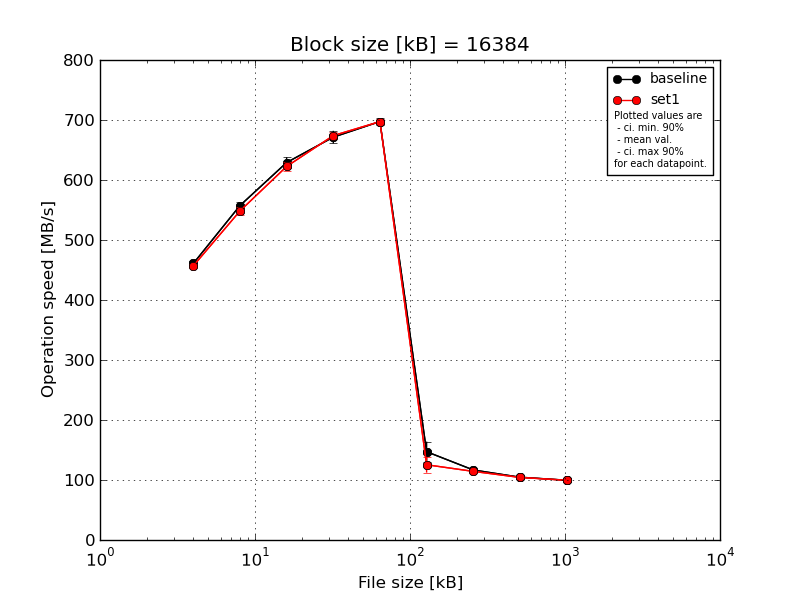 Block size [kB] = 16384
800
700
600
500
400
300
200
100
0
Operation speed [MB/s]
baseline
set1
Plotted values are
- ci. min. 90%
- mean val.
- ci. max 90%
for each datapoint.
10^0 10^1 10^2 10^3 10^4
File size [kB]